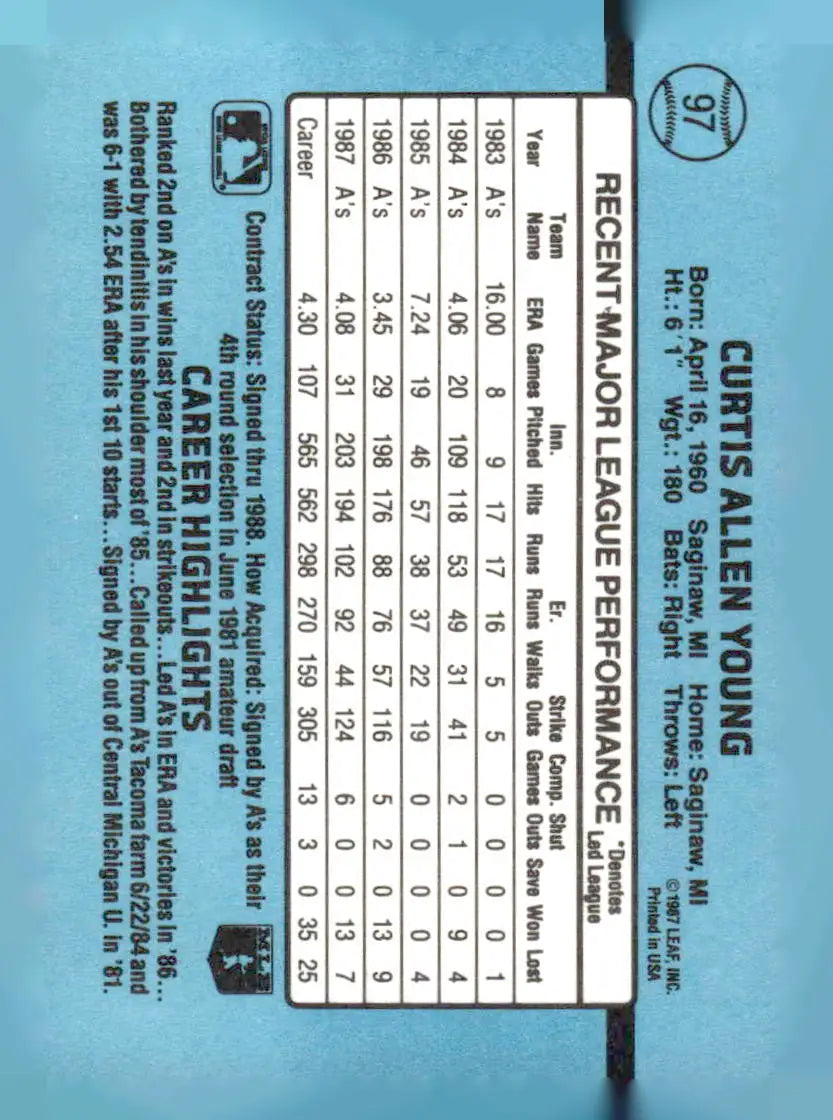 97
CURTIS ALLEN YOUNG
Born: April 16, 1960 Saginaw, MI Home: Saginaw, MI
Ht.: 6'1" Wgt.: 180 Bats: Right Throws: Left
© 1987 LEAF, INC.
Printed in USA
RECENT MAJOR LEAGUE PERFORMANCE *Denotes Led League
Year Team Name ERA Games Inn. Pitched Hits Runs Er. Runs Walks Strike Outs Comp. Games Shut Outs Save Won Lost
1983 A's 16.00 8 9 17 17 16 5 5 0 0 0 0 1
1984 A's 4.06 20 109 118 53 49 31 41 2 1 0 9 4
1985 A's 7.24 19 46 57 38 37 22 19 0 0 0 0 4
1986 A's 3.45 29 198 176 88 76 57 116 5 2 0 13 9
1987 A's 4.08 31 203 194 102 92 44 124 6 0 0 13 7
Career 4.30 107 565 562 298 270 159 305 13 3 0 35 25
Contract Status: Signed thru 1988. How Acquired: Signed by A's as their
4th round selection in June 1981 amateur draft
MLB
CAREER HIGHLIGHTS
Ranked 2nd on A's in wins last year and 2nd in strikeouts...Led A's in ERA and victories in '86...
Bothered by tendinitis in his shoulder most of '85...Called up from A's Tacoma farm 6/22/84 and
was 6-1 with 2.54 ERA after his 1st 10 starts...Signed by A's out of Central Michigan U. in '81.